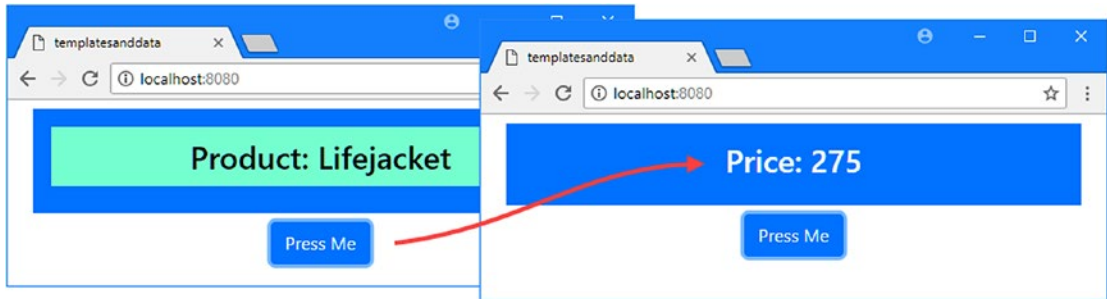 templatesanddata
localhost:8080
Product: Lifejacket
Press Me
templatesanddata
localhost:8080
Price: 275
Press Me